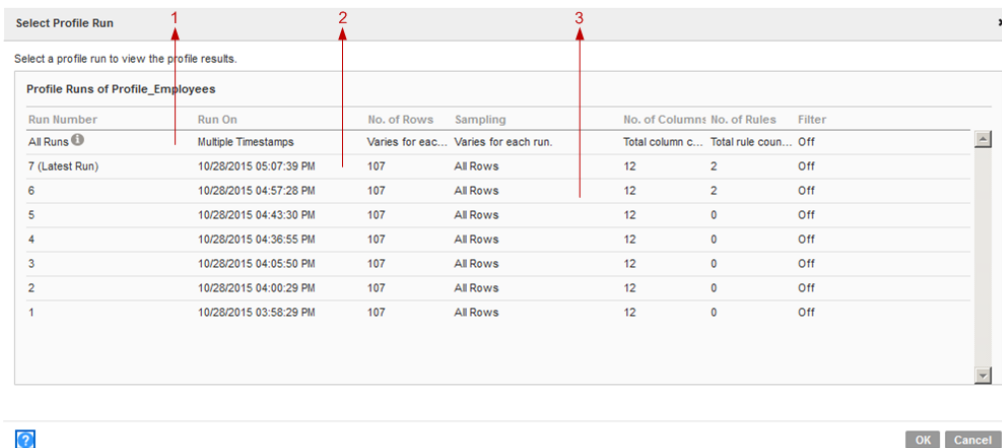 1 2 3
Select Profile Run
Select a profile run to view the profile results.
Profile Runs of Profile_Employees
Run Number Run On No. of Rows Sampling No. of Columns No. of Rules Filter
All Runs Multiple Timestamps Varies for eac... Varies for each run. Total column c... Total rule coun... Off
7 (Latest Run) 10/28/2015 05:07:39 PM 107 All Rows 12 2 Off
6 10/28/2015 04:57:28 PM 107 All Rows 12 2 Off
5 10/28/2015 04:43:30 PM 107 All Rows 12 0 Off
4 10/28/2015 04:36:55 PM 107 All Rows 12 0 Off
3 10/28/2015 04:05:50 PM 107 All Rows 12 0 Off
2 10/28/2015 04:00:29 PM 107 All Rows 12 0 Off
1 10/28/2015 03:58:29 PM 107 All Rows 12 0 Off
? OK Cancel